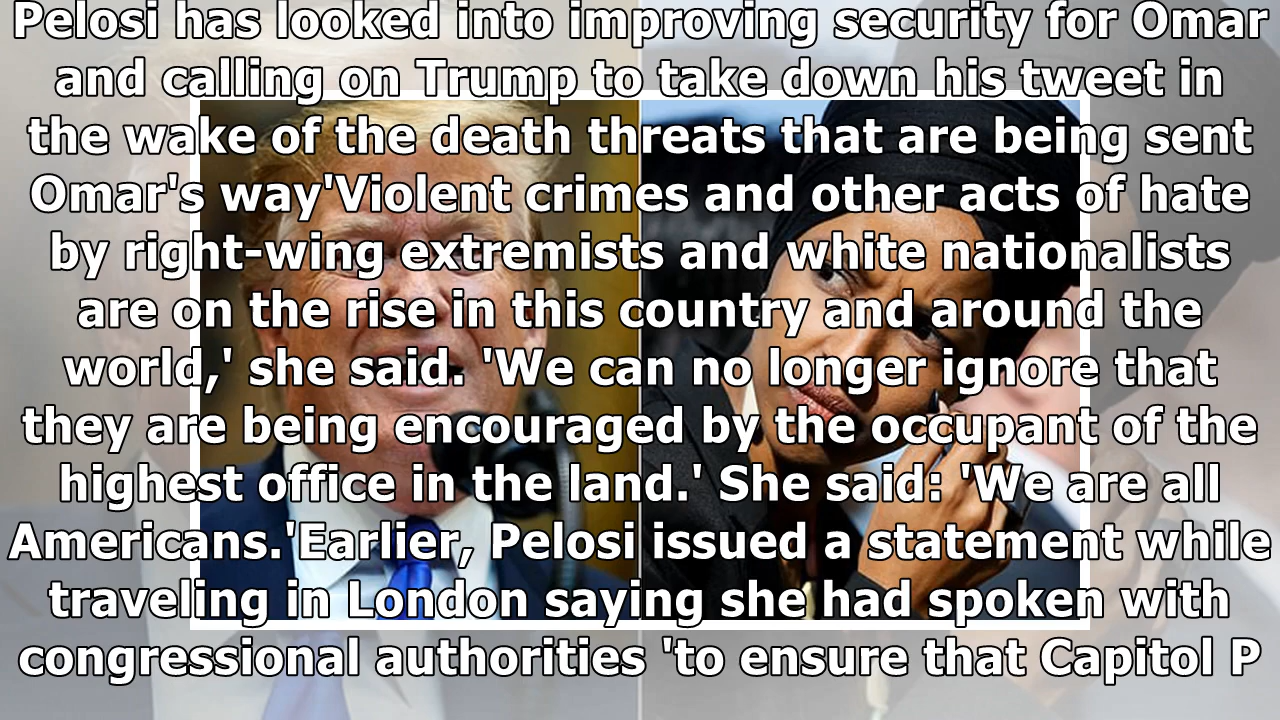 Pelosi has looked into improving security for Omar
and calling on Trump to take down his tweet in
the wake of the death threats that are being sent
Omar's way'Violent crimes and other acts of hate
by right-wing extremists and white nationalists
are on the rise in this country and around the
world,' she said. 'We can no longer ignore that
they are being encouraged by the occupant of the
highest office in the land.' She said: 'We are all
Americans.'Earlier, Pelosi issued a statement while
traveling in London saying she had spoken with
congressional authorities 'to ensure that Capitol P